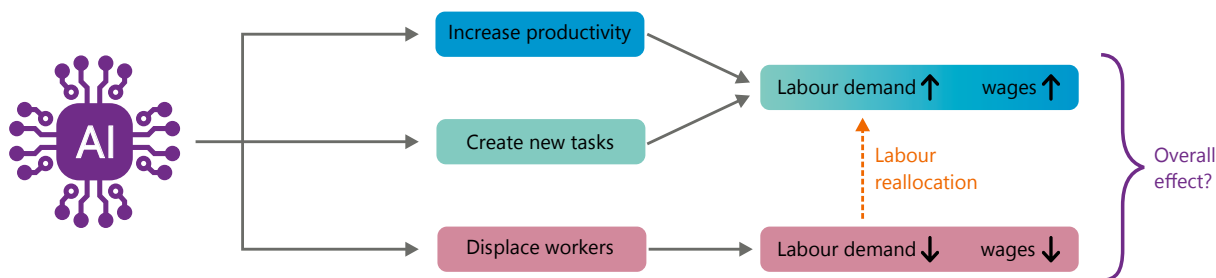 AI
Increase productivity
Create new tasks
Displace workers
Labour demand ↑ wages ↑
Labour
reallocation
Labour demand ↓ wages ↓
Overall
effect?